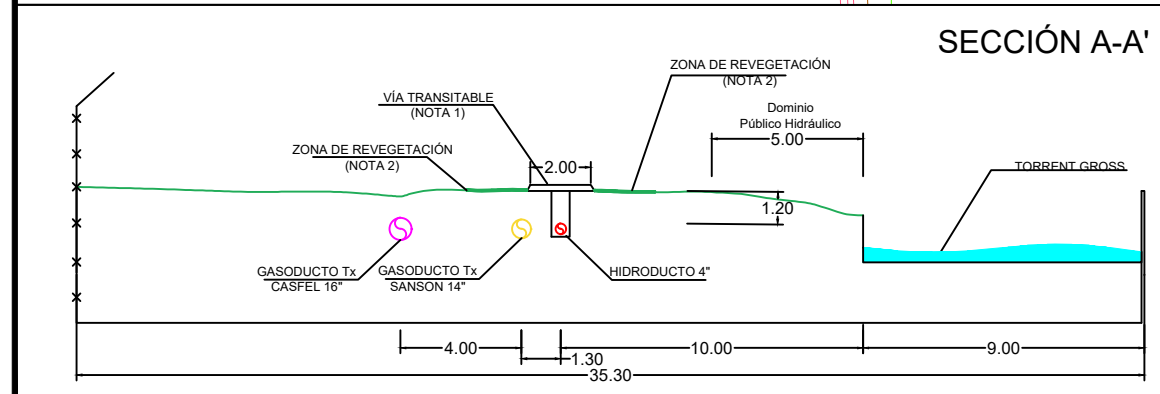 SECCIÓN A-A'
ZONA DE REVEGETACIÓN
(NOTA 2)
VÍA TRANSITABLE
(NOTA 1)
Dominio
Público Hidráulico
5.00
ZONA DE REVEGETACIÓN
(NOTA 2)
2.00
TORRENT GROSS
1.20
GASODUCTO Tx
CASFEL 16"
GASODUCTO Tx
SANSON 14"
HIDRODUCTO 4"
4.00
1.30
10.00
9.00
35.30